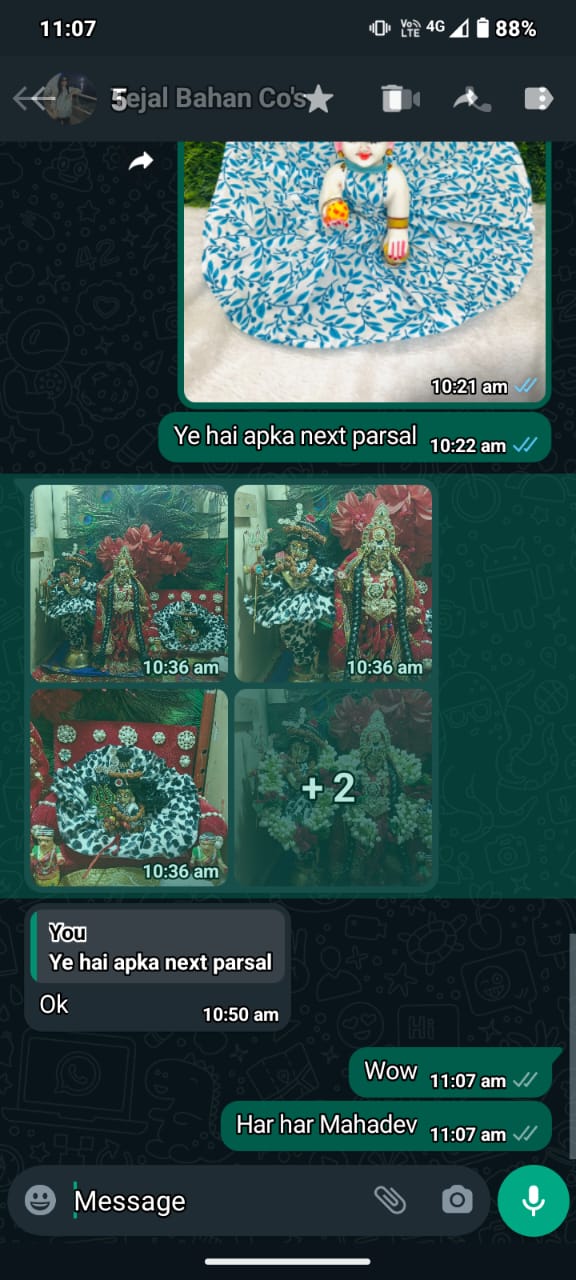 11:07
Vo LTE 4G 88%
5 ejal Bahan Co's
10:21 am
Ye hai apka next parsal 10:22 am
10:36 am
10:36 am
10:36 am
+ 2
You
Ye hai apka next parsal
Ok 10:50 am
Wow 11:07 am
Har har Mahadev 11:07 am
Message